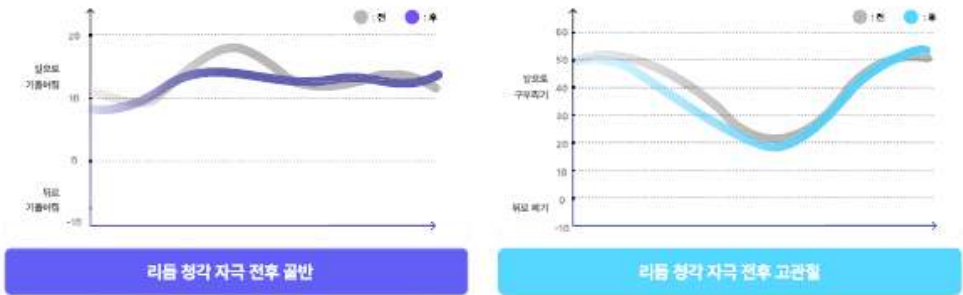 : 전 : 후
20
앞으로
기울어짐
10
0
뒤로
기울어짐
-10
리듬 청각 자극 전후 골반
: 전 : 후
60
50
앞으로
구부리기
40
30
20
10
0
뒤로 펴기
-10
리듬 청각 자극 전후 고관절